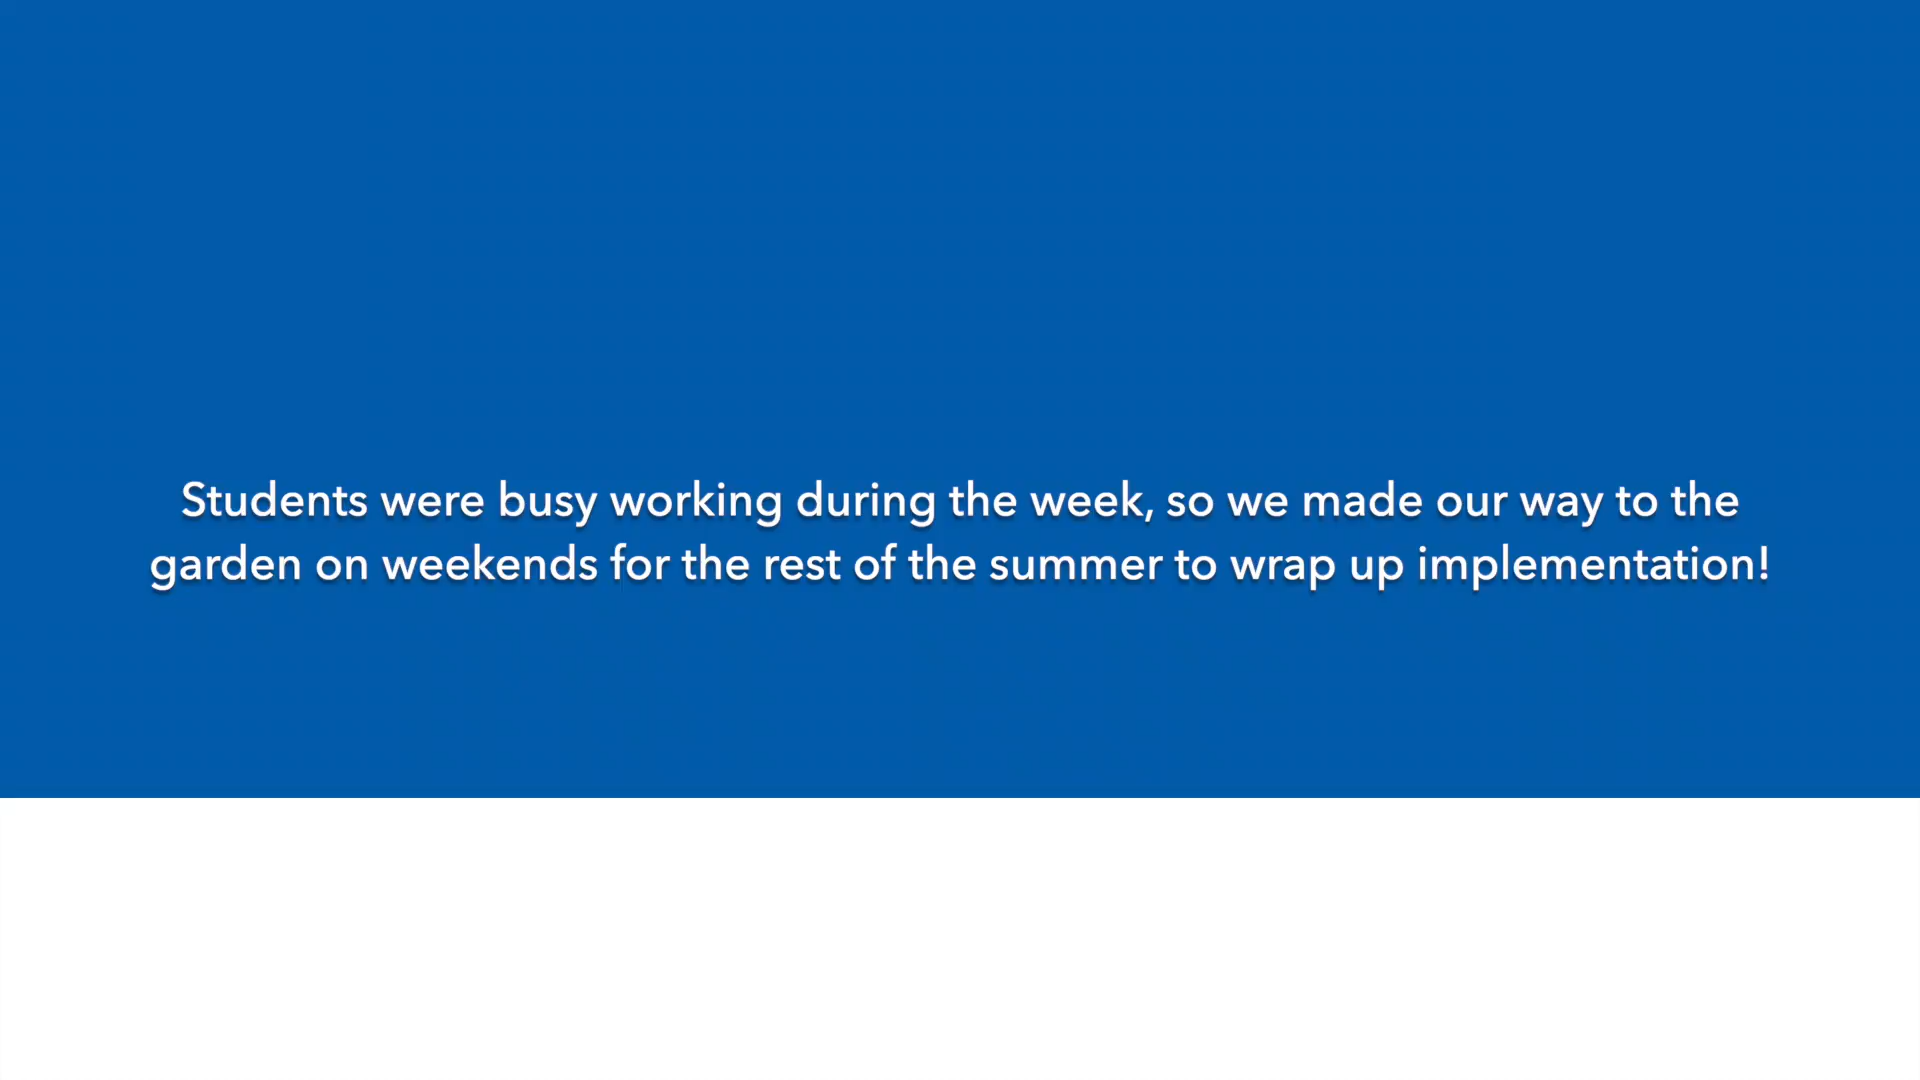 Students were busy working during the week, so we made our way to the
garden on weekends for the rest of the summer to wrap up implementation!